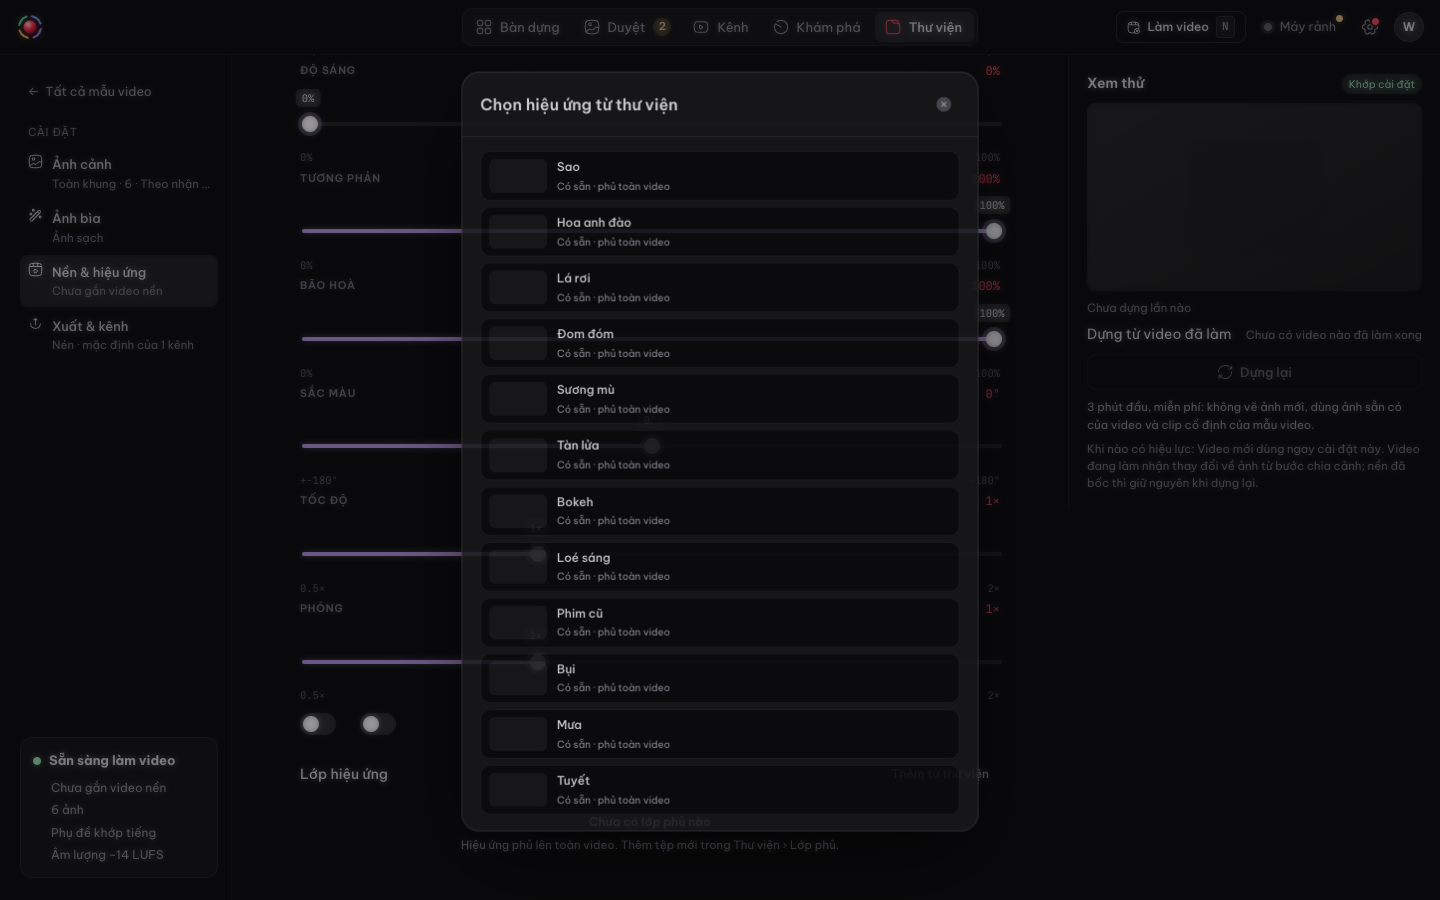 Bàn dựng
Duyệt 2
Kênh
Khám phá
Thư viện
Làm video N
Máy rảnh
W
← Tất cả mẫu video
CÀI ĐẶT
Ảnh cảnh
Toàn khung · 6 · Theo nhận ...
Ảnh bìa
Ảnh sạch
Nền & hiệu ứng
Chưa gắn video nền
Xuất & kênh
Nén · mặc định của 1 kênh
Sẵn sàng làm video
Chưa gắn video nền
6 ảnh
Phụ đề khớp tiếng
Âm lượng -14 LUFS
ĐỘ SÁNG
0%
0%
0%
100%
TƯƠNG PHẢN
100%
0%
100%
BÃO HOÀ
100%
0%
100%
SẮC MÀU
0°
+-180°
TỐC ĐỘ
1×
0.5×
2×
PHÓNG
1×
0.5×
2×
Lớp hiệu ứng
Thêm từ thư viện
Chưa có lớp phủ nào
Hiệu ứng phủ lên toàn video. Thêm tệp mới trong Thư viện › Lớp phủ.
Chọn hiệu ứng từ thư viện
Sao
Có sẵn · phủ toàn video
Hoa anh đào
Có sẵn · phủ toàn video
Lá rơi
Có sẵn · phủ toàn video
Đom đóm
Có sẵn · phủ toàn video
Sương mù
Có sẵn · phủ toàn video
Tàn lửa
Có sẵn · phủ toàn video
Bokeh
Có sẵn · phủ toàn video
Loé sáng
Có sẵn · phủ toàn video
Phim cũ
Có sẵn · phủ toàn video
Bụi
Có sẵn · phủ toàn video
Mưa
Có sẵn · phủ toàn video
Tuyết
Có sẵn · phủ toàn video
Xem thử
Khớp cài đặt
Chưa dựng lần nào
Dựng từ video đã làm
Chưa có video nào đã làm xong
Dựng lại
3 phút đầu, miễn phí: không vẽ ảnh mới, dùng ảnh sẵn có
của video và clip cố định của mẫu video.
Khi nào có hiệu lực: Video mới dùng ngay cài đặt này. Video
đang làm nhận thay đổi về ảnh từ bước chia cảnh; nền đã
bốc thì giữ nguyên khi dựng lại.